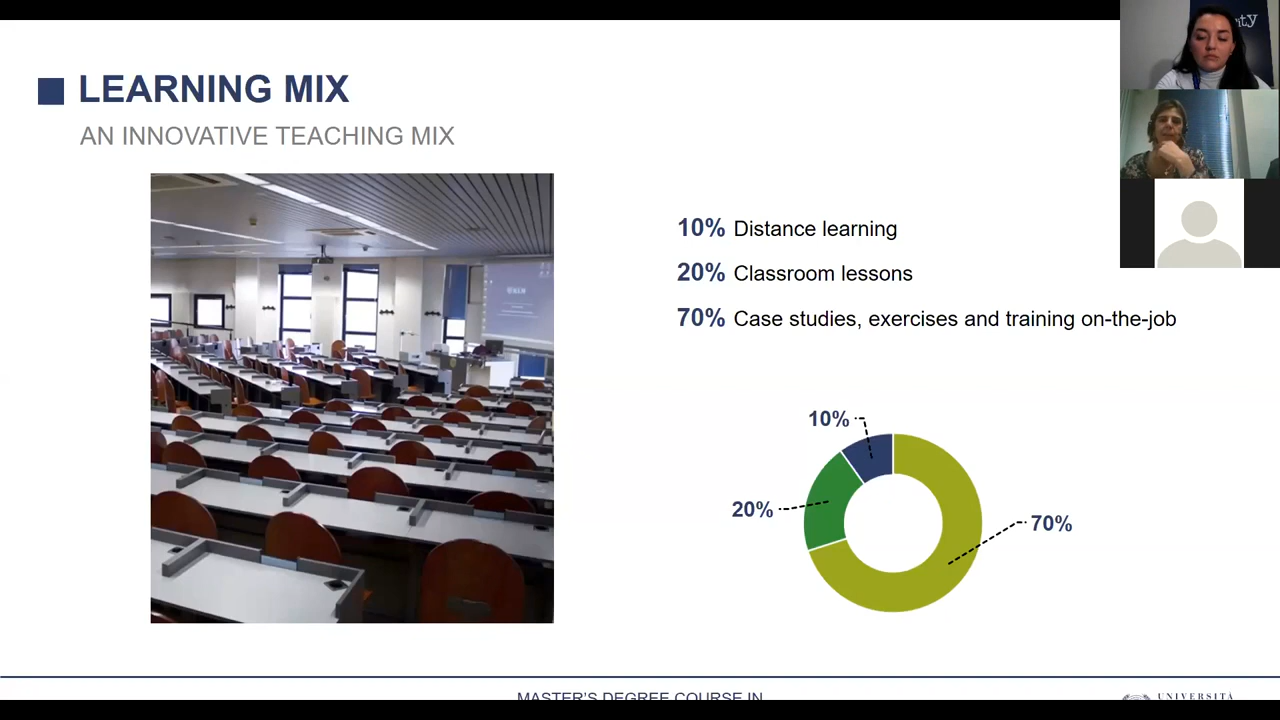 LEARNING MIX
AN INNOVATIVE TEACHING MIX
10% Distance learning
20% Classroom lessons
70% Case studies, exercises and training on-the-job
10%
20%
70%
MASTER'S DEGREE COURSE IN
UNIVERSITÀ